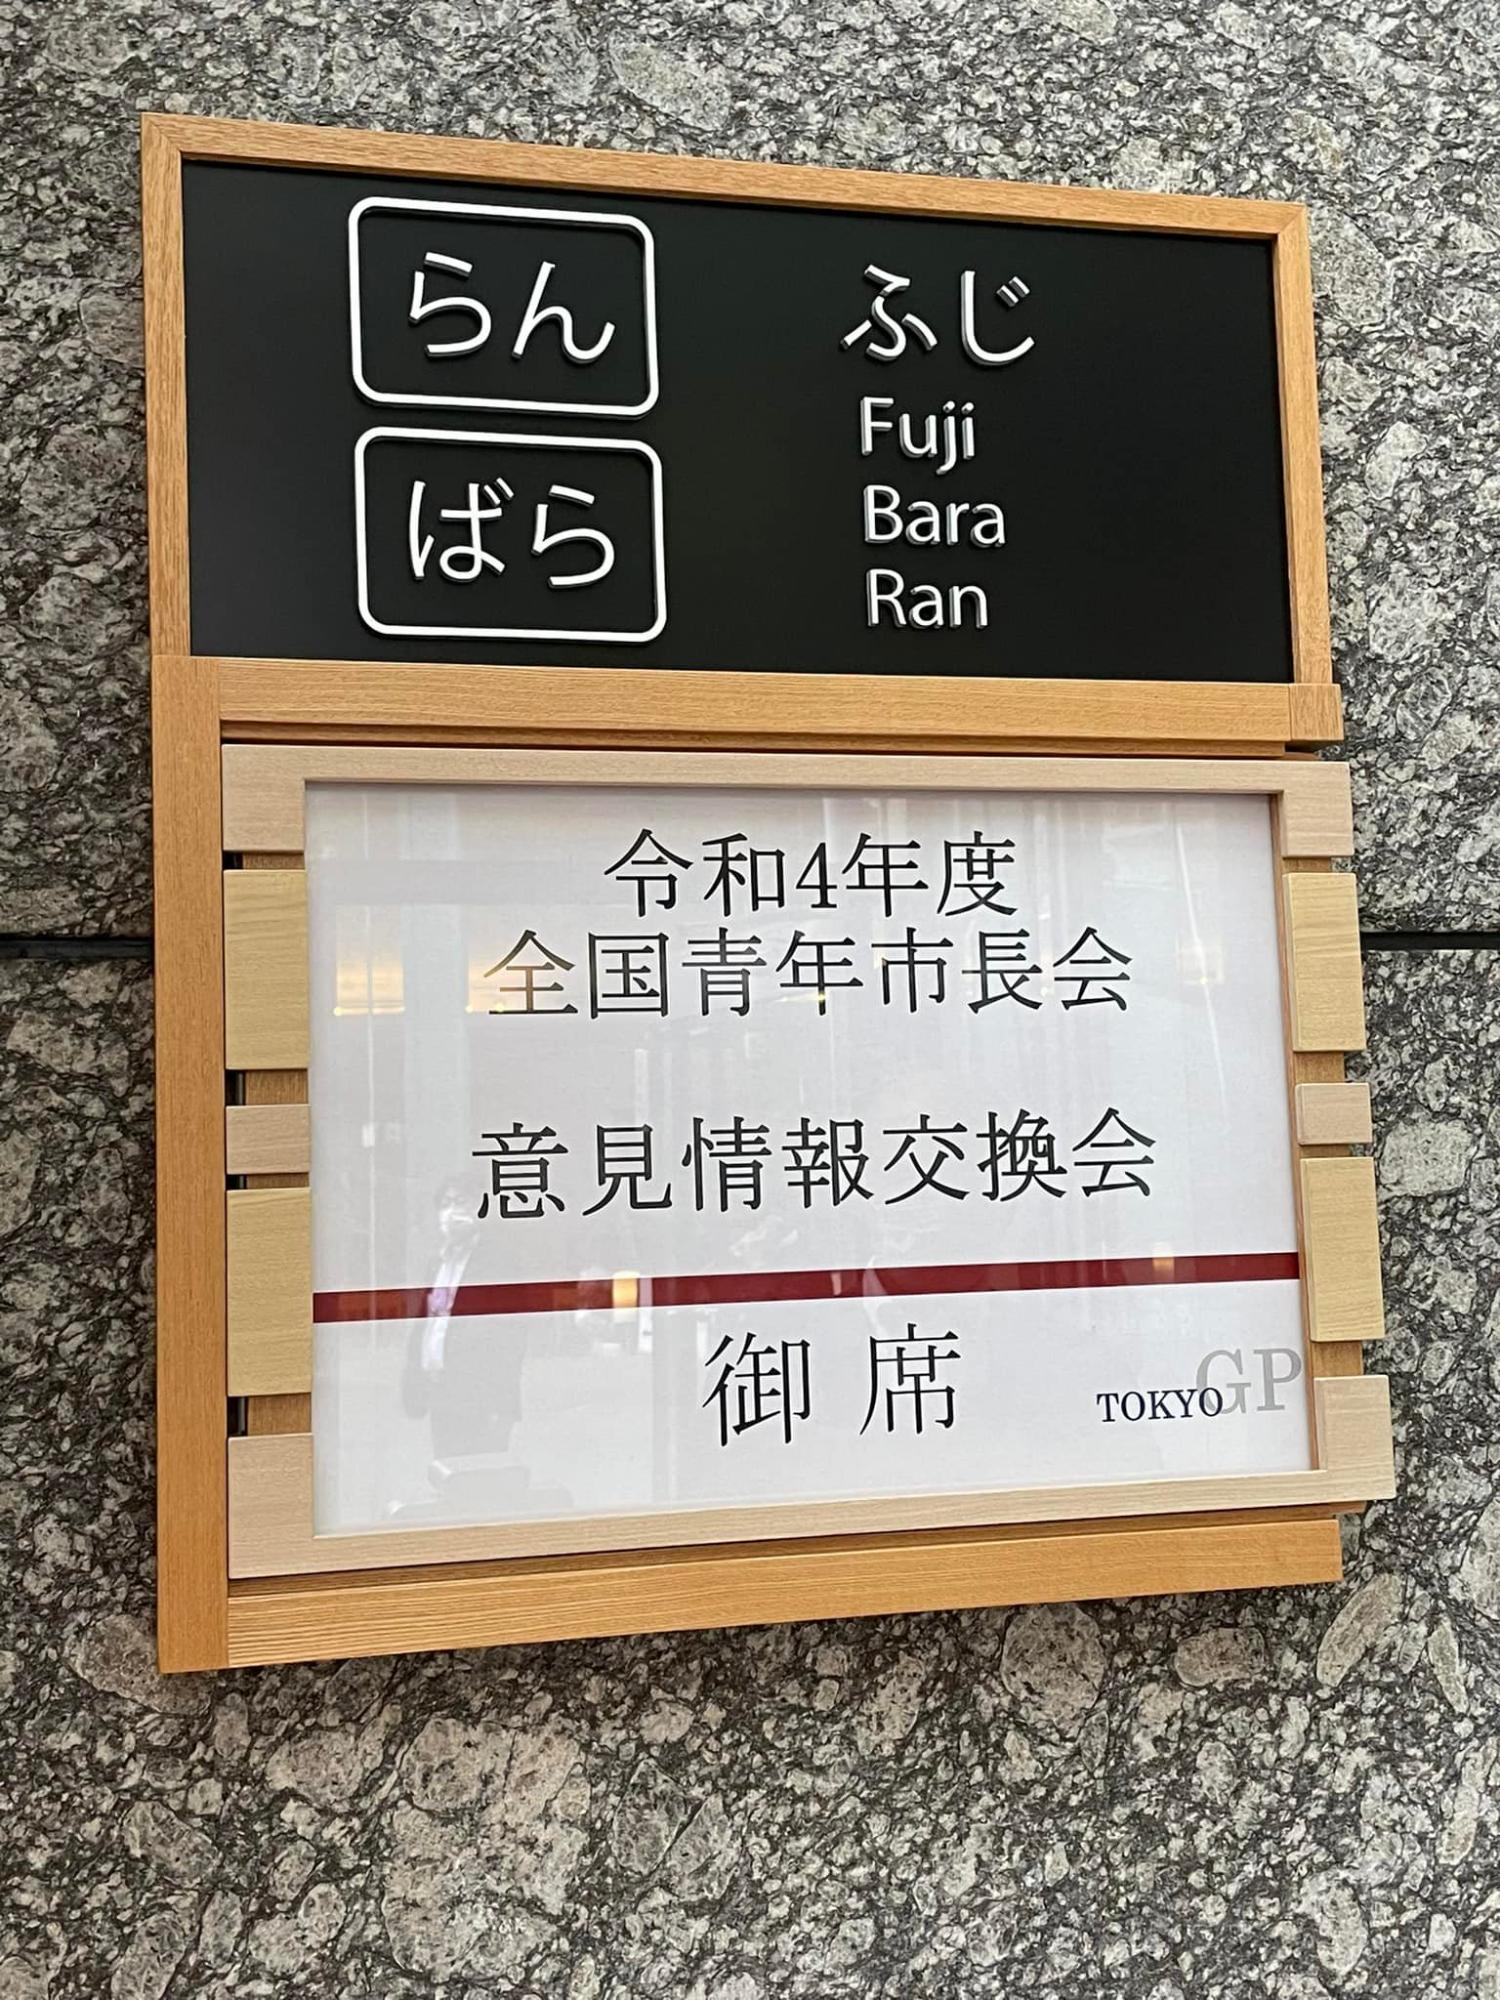 らん
ばら
ふじ
Fuji
Bara
Ran
令和4年度
全国青年市長会
意見情報交換会
御席
TOKYO GP